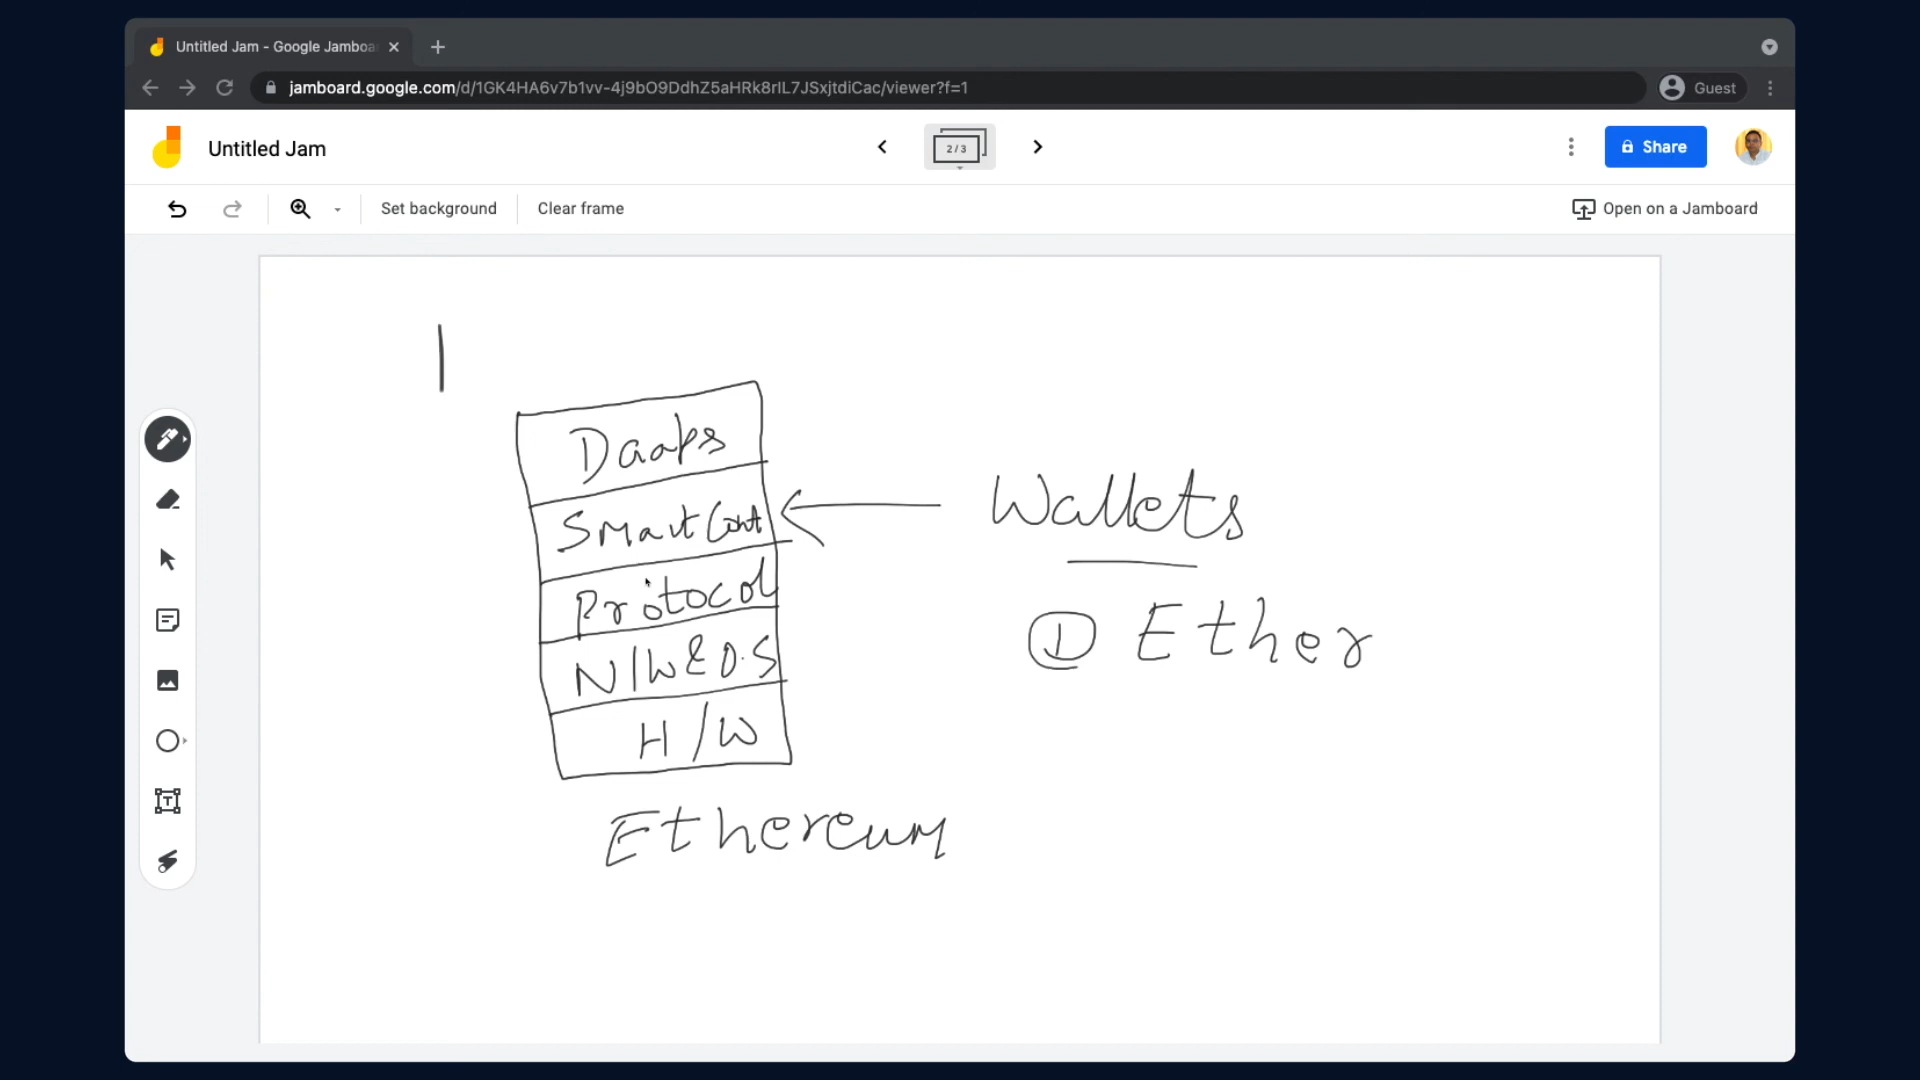 Untitled Jam - Google Jamboa
jamboard.google.com/d/1GK4HA6v7b1vv-4j9bO9DdhZ5aHRk8rIL7JSxjtdiCac/viewer?f=1
Guest
Untitled Jam
2 / 3
Share
Set background
Clear frame
Open on a Jamboard
Daaps
Smart Cont
Protocol
N/W & O.S
H/W
Ethereum
Wallets
① Ether